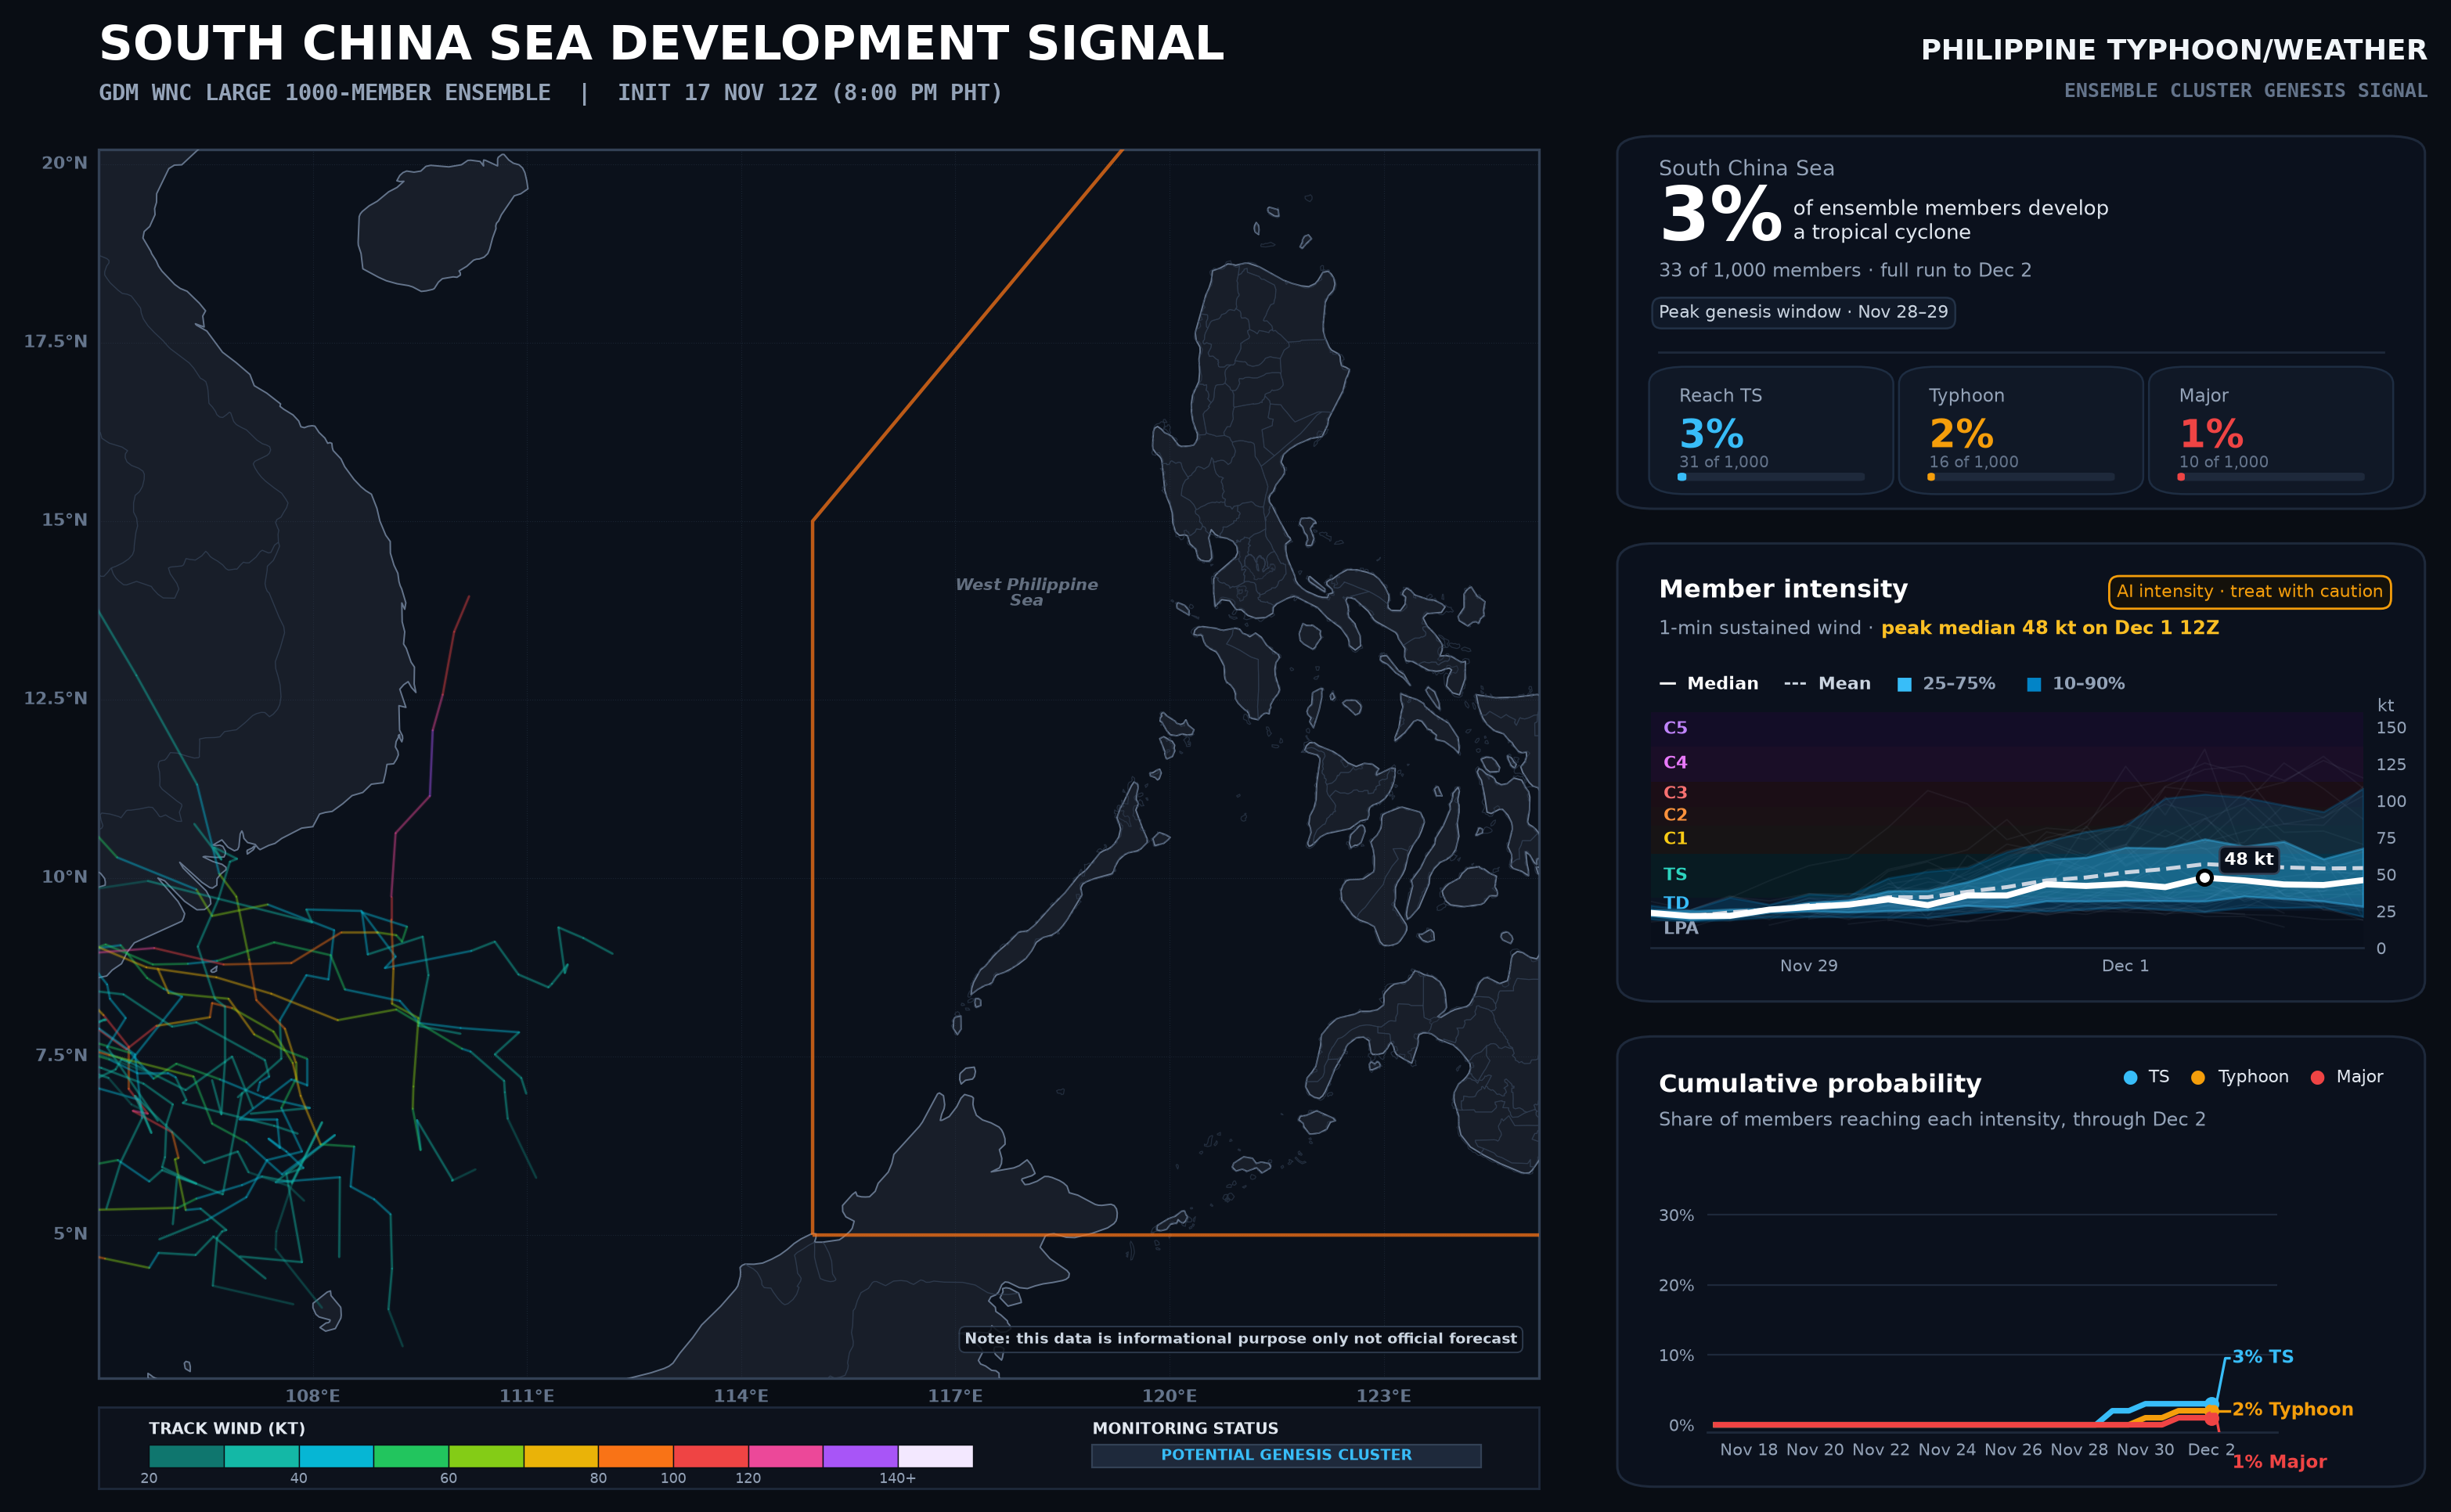 SOUTH CHINA SEA DEVELOPMENT SIGNAL
GDM WNC LARGE 1000-MEMBER ENSEMBLE | INIT 17 NOV 12Z (8:00 PM PHT)
PHILIPPINE TYPHOON/WEATHER
ENSEMBLE CLUSTER GENESIS SIGNAL
20°N
17.5°N
15°N
12.5°N
10°N
7.5°N
5°N
West Philippine
Sea
Note: this data is informational purpose only not official forecast
108°E 111°E 114°E 117°E 120°E 123°E
TRACK WIND (KT)
20 40 60 80 100 120 140+
MONITORING STATUS
POTENTIAL GENESIS CLUSTER
South China Sea
3% of ensemble members develop
a tropical cyclone
33 of 1,000 members · full run to Dec 2
Peak genesis window · Nov 28–29
Reach TS
3%
31 of 1,000
Typhoon
2%
16 of 1,000
Major
1%
10 of 1,000
Member intensity
AI intensity · treat with caution
1-min sustained wind · peak median 48 kt on Dec 1 12Z
Median Mean 25–75% 10–90%
kt
C5
C4
C3
C2
C1
TS
TD
LPA
150
125
100
75
50
25
0
48 kt
Nov 29 Dec 1
Cumulative probability
TS Typhoon Major
Share of members reaching each intensity, through Dec 2
30%
20%
10%
0%
3% TS
2% Typhoon
1% Major
Nov 18 Nov 20 Nov 22 Nov 24 Nov 26 Nov 28 Nov 30 Dec 2